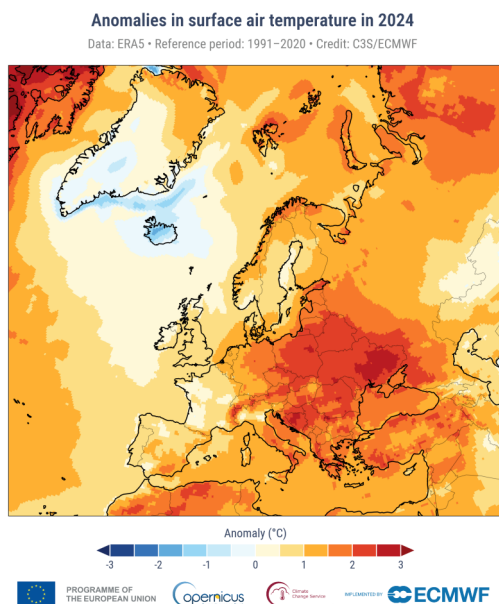 Anomalies in surface air temperature in 2024
Data: ERA5 • Reference period: 1991–2020 • Credit: C3S/ECMWF
Anomaly (°C)
-3 -2 -1 0 1 2 3
PROGRAMME OF
THE EUROPEAN UNION
opernicus
Climate
Change Service
IMPLEMENTED BY
ECMWF